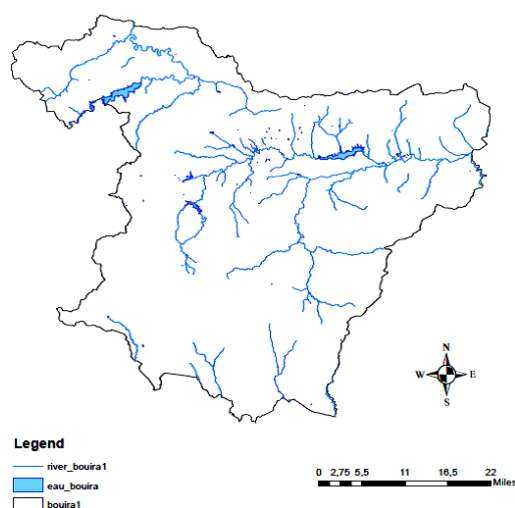 N
W E
S
Legend
river_bouira1
eau_bouira
bouira1
0 2,75 5,5 11 16,5 22
Miles